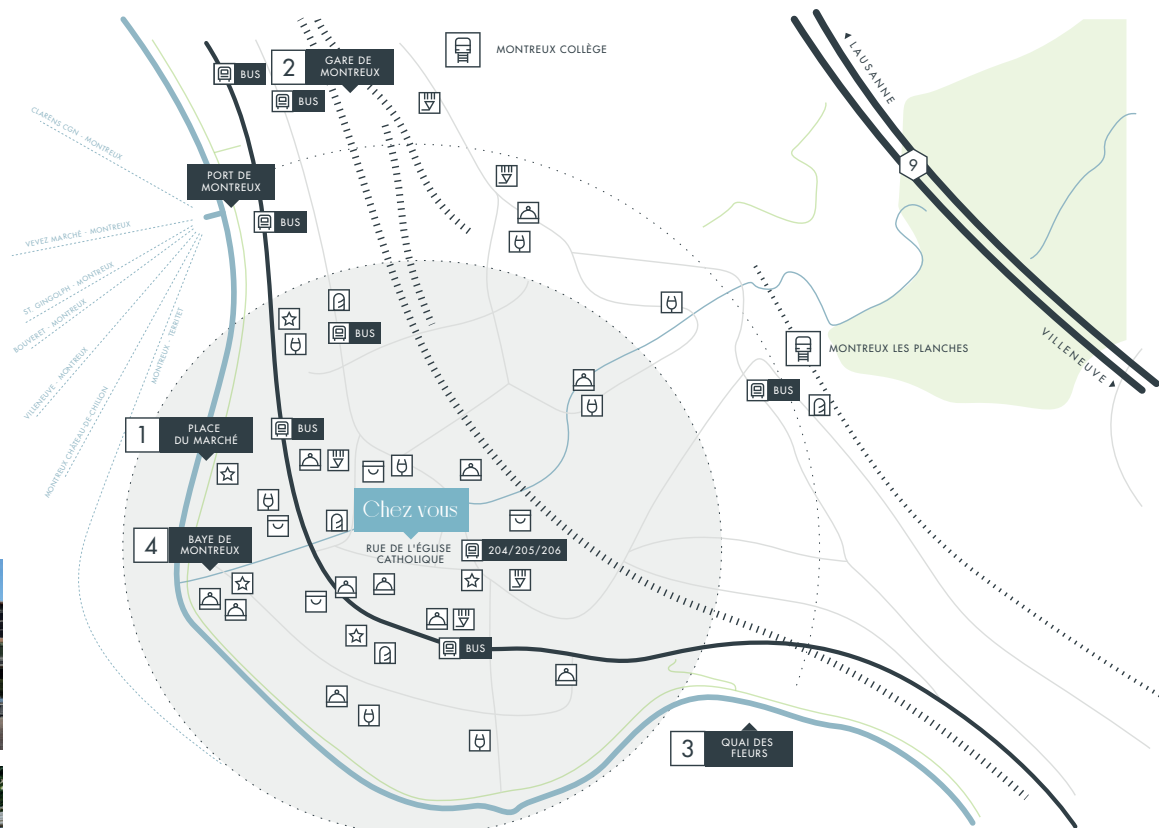 MONTREUX COLLÈGE
2
GARE DE
MONTREUX
BUS
BUS
◀ LAUSANNE
9
CLARENS CGN - MONTREUX
PORT DE
MONTREUX
BUS
VEVEZ MARCHÉ - MONTREUX
ST. GINGOLPH - MONTREUX
BOUVERET - MONTREUX
VILLENEUVE - MONTREUX
MONTREUX CHÂTEAU-DE-CHILLON
MONTREUX - TERRITET
BUS
MONTREUX LES PLANCHES
BUS
VILLENEUVE ▶
1
PLACE
DU MARCHÉ
BUS
Chez vous
RUE DE L'ÉGLISE
CATHOLIQUE
204/205/206
4
BAYE DE
MONTREUX
BUS
3
QUAI DES
FLEURS